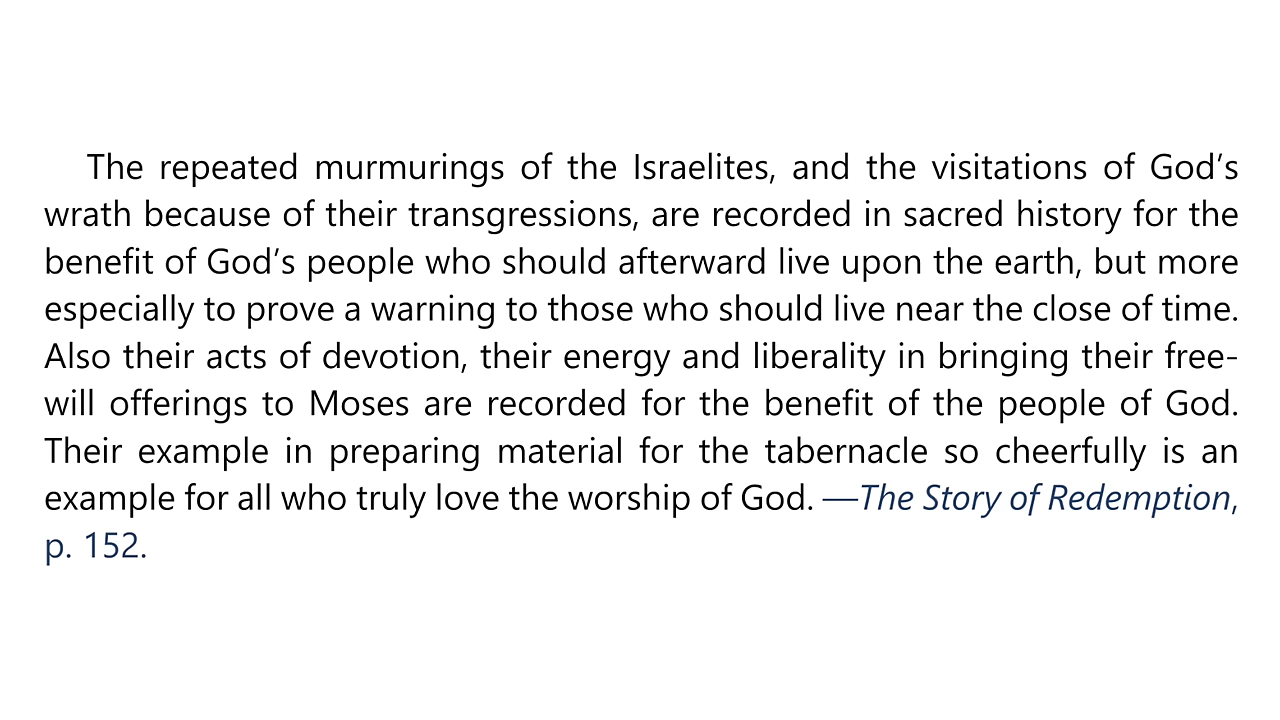 The repeated murmurings of the Israelites, and the visitations of God’s
wrath because of their transgressions, are recorded in sacred history for the
benefit of God’s people who should afterward live upon the earth, but more
especially to prove a warning to those who should live near the close of time.
Also their acts of devotion, their energy and liberality in bringing their free-
will offerings to Moses are recorded for the benefit of the people of God.
Their example in preparing material for the tabernacle so cheerfully is an
example for all who truly love the worship of God. —The Story of Redemption,
p. 152.